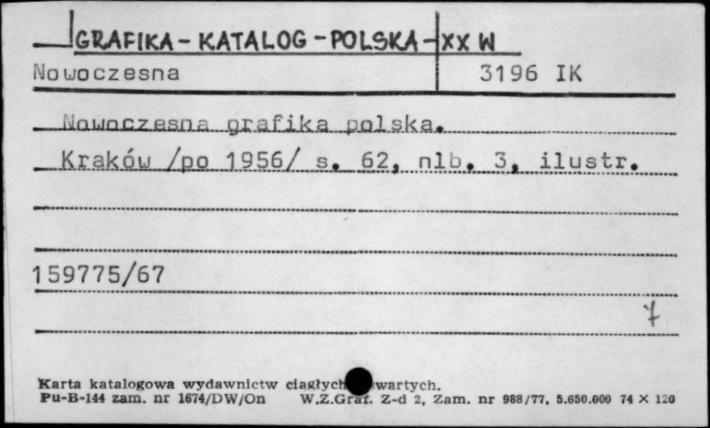 GRAFIKA - KATALOG - POLSKA - XX W
Nowoczesna 3196 IK
Nowoczesna grafika polska.
Kraków /po 1956/ s. 62, nlb. 3, ilustr.
159775/67
7
Karta katalogowa wydawnictw ciągłych wartych.
Pu-B-144 zam. nr 1674/DW/On W.Z.Graf. Z-d 2, Zam. nr 988/77. 5.650.000 74 × 120